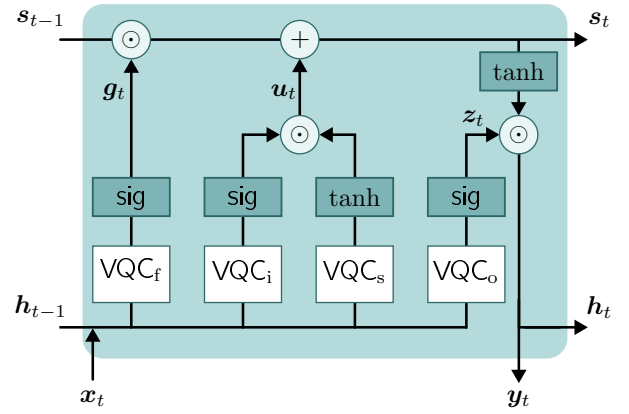 s_{t−1} ⊙ + s_t
tanh
g_t u_t z_t
⊙ ⊙
sig sig tanh sig
VQC_f VQC_i VQC_s VQC_o
h_{t−1} h_t
x_t y_t